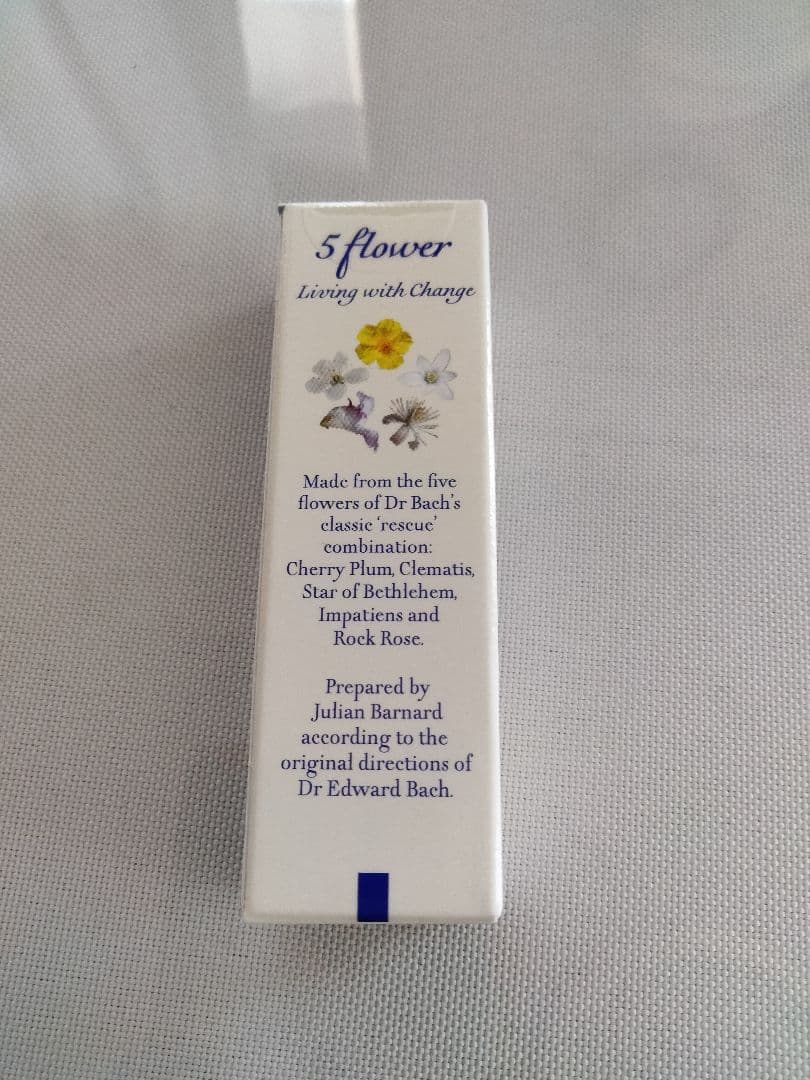 5 flower
Living with Change
Made from the five
flowers of Dr Bach's
classic 'rescue'
combination:
Cherry Plum, Clematis,
Star of Bethlehem,
Impatiens and
Rock Rose.
Prepared by
Julian Barnard
according to the
original directions of
Dr Edward Bach.